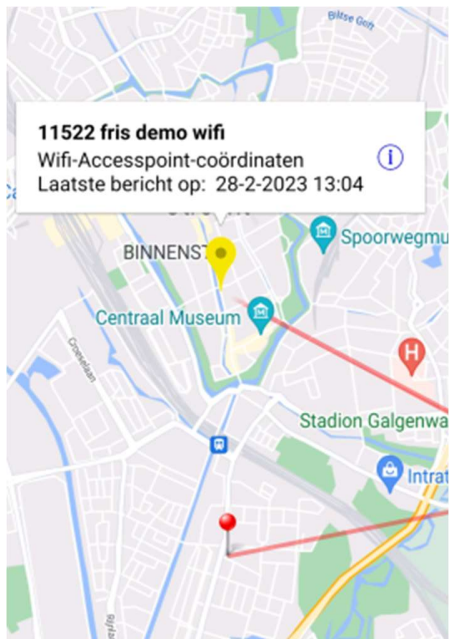 Biltse Grift
11522 fris demo wifi
Wifi-Accesspoint-coördinaten
i
Laatste bericht op: 28-2-2023 13:04
BINNENST
Spoorwegmu
Centraal Museum
Croeselaan
H
Stadion Galgenwa
Intrat